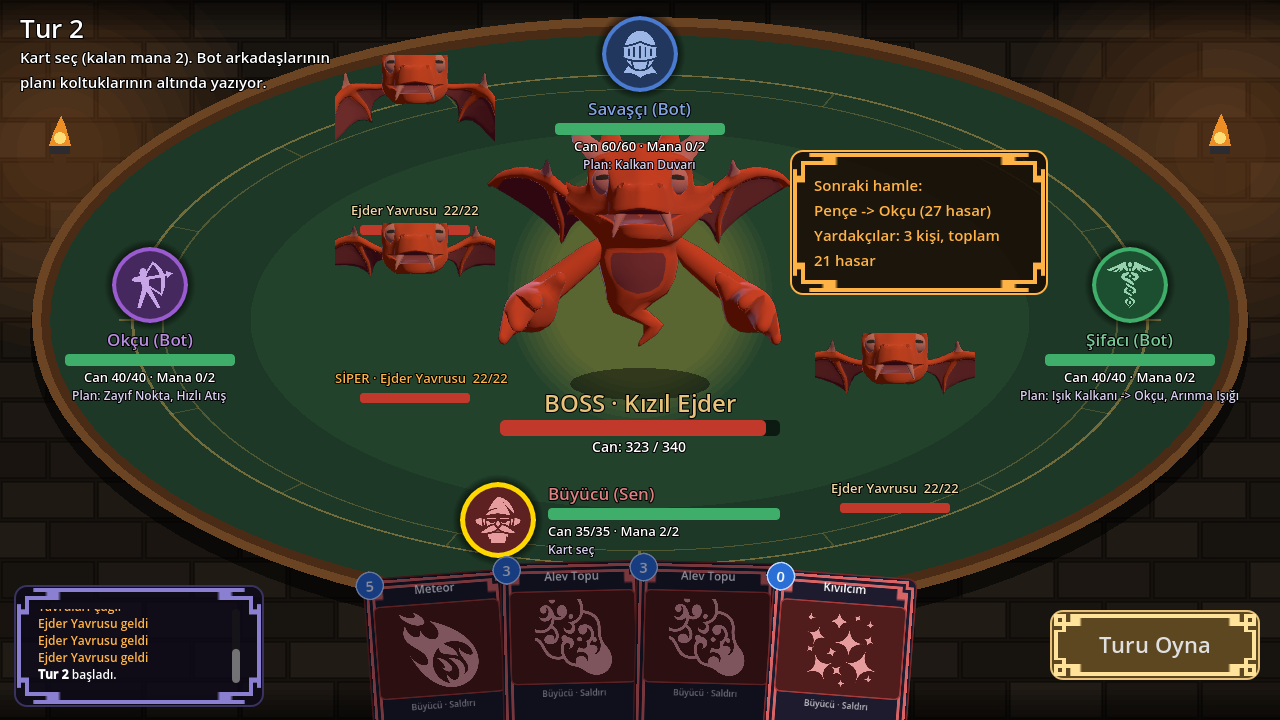 Tur 2
Kart seç (kalan mana 2). Bot arkadaşlarının
planı koltuklarının altında yazıyor.
Savaşçı (Bot)
Can 60/60 · Mana 0/2
Plan: Kalkan Duvarı
Sonraki hamle:
Pençe -> Okçu (27 hasar)
Yardakçılar: 3 kişi, toplam
21 hasar
Ejder Yavrusu 22/22
Okçu (Bot)
Can 40/40 · Mana 0/2
Plan: Zayıf Nokta, Hızlı Atış
Şifacı (Bot)
Can 40/40 · Mana 0/2
Plan: Işık Kalkanı -> Okçu, Arınma Işığı
SİPER · Ejder Yavrusu 22/22
BOSS · Kızıl Ejder
Can: 323 / 340
Ejder Yavrusu 22/22
Büyücü (Sen)
Can 35/35 · Mana 2/2
Kart seç
5
Meteor
Büyücü · Saldırı
3
Alev Topu
Büyücü · Saldırı
3
Alev Topu
Büyücü · Saldırı
0
Kıvılcım
Büyücü · Saldırı
Ejder Yavrusu geldi
Ejder Yavrusu geldi
Ejder Yavrusu geldi
Tur 2 başladı.
Turu Oyna